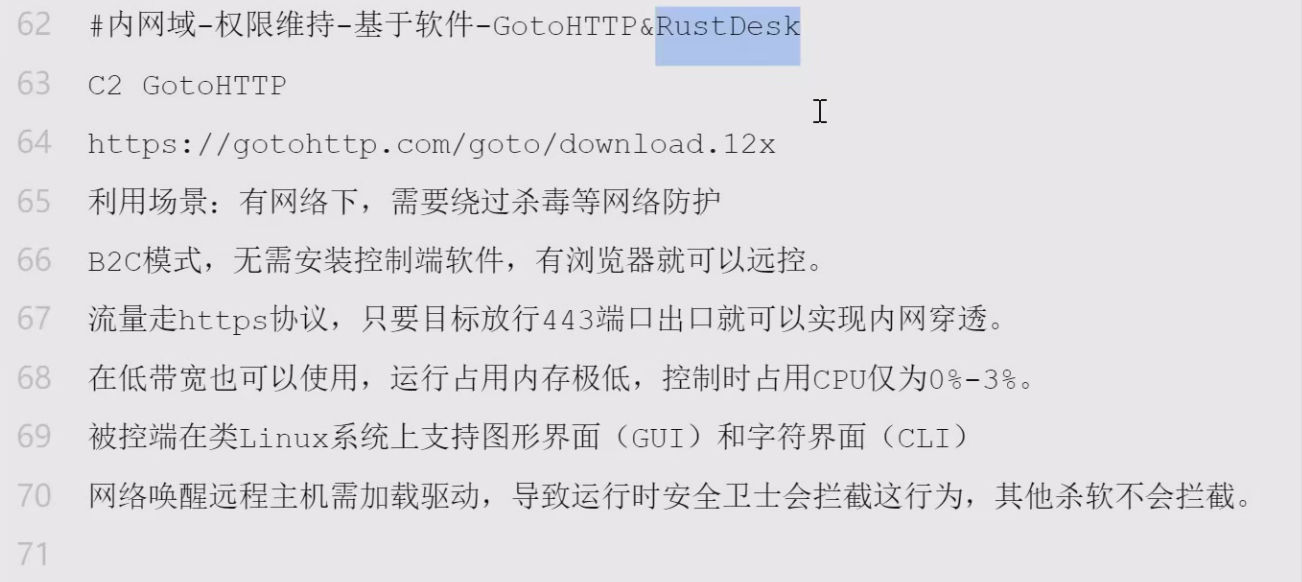 62 #内网域-权限维持-基于软件-GotoHTTP&RustDesk
63 C2 GotoHTTP
64 https://gotohttp.com/goto/download.12x
65 利用场景：有网络下，需要绕过杀毒等网络防护
66 B2C模式，无需安装控制端软件，有浏览器就可以远控。
67 流量走https协议，只要目标放行443端口出口就可以实现内网穿透。
68 在低带宽也可以使用，运行占用内存极低，控制时占用CPU仅为0%-3%。
69 被控端在类Linux系统上支持图形界面（GUI）和字符界面（CLI）
70 网络唤醒远程主机需加载驱动，导致运行时安全卫士会拦截这行为，其他杀软不会拦截。
71